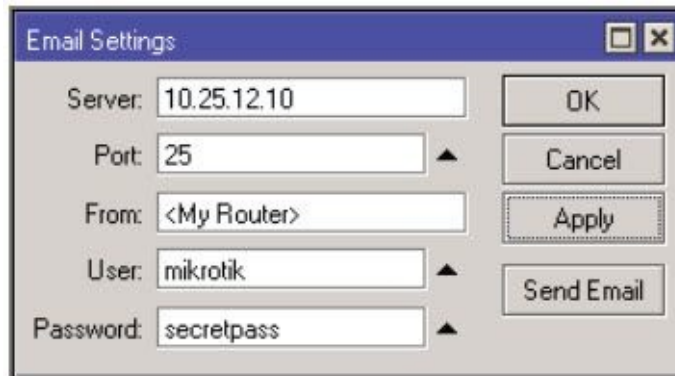 Email Settings
Server: 10.25.12.10
OK
Port: 25
Cancel
From: <My Router>
Apply
User: mikrotik
Send Email
Password: secretpass